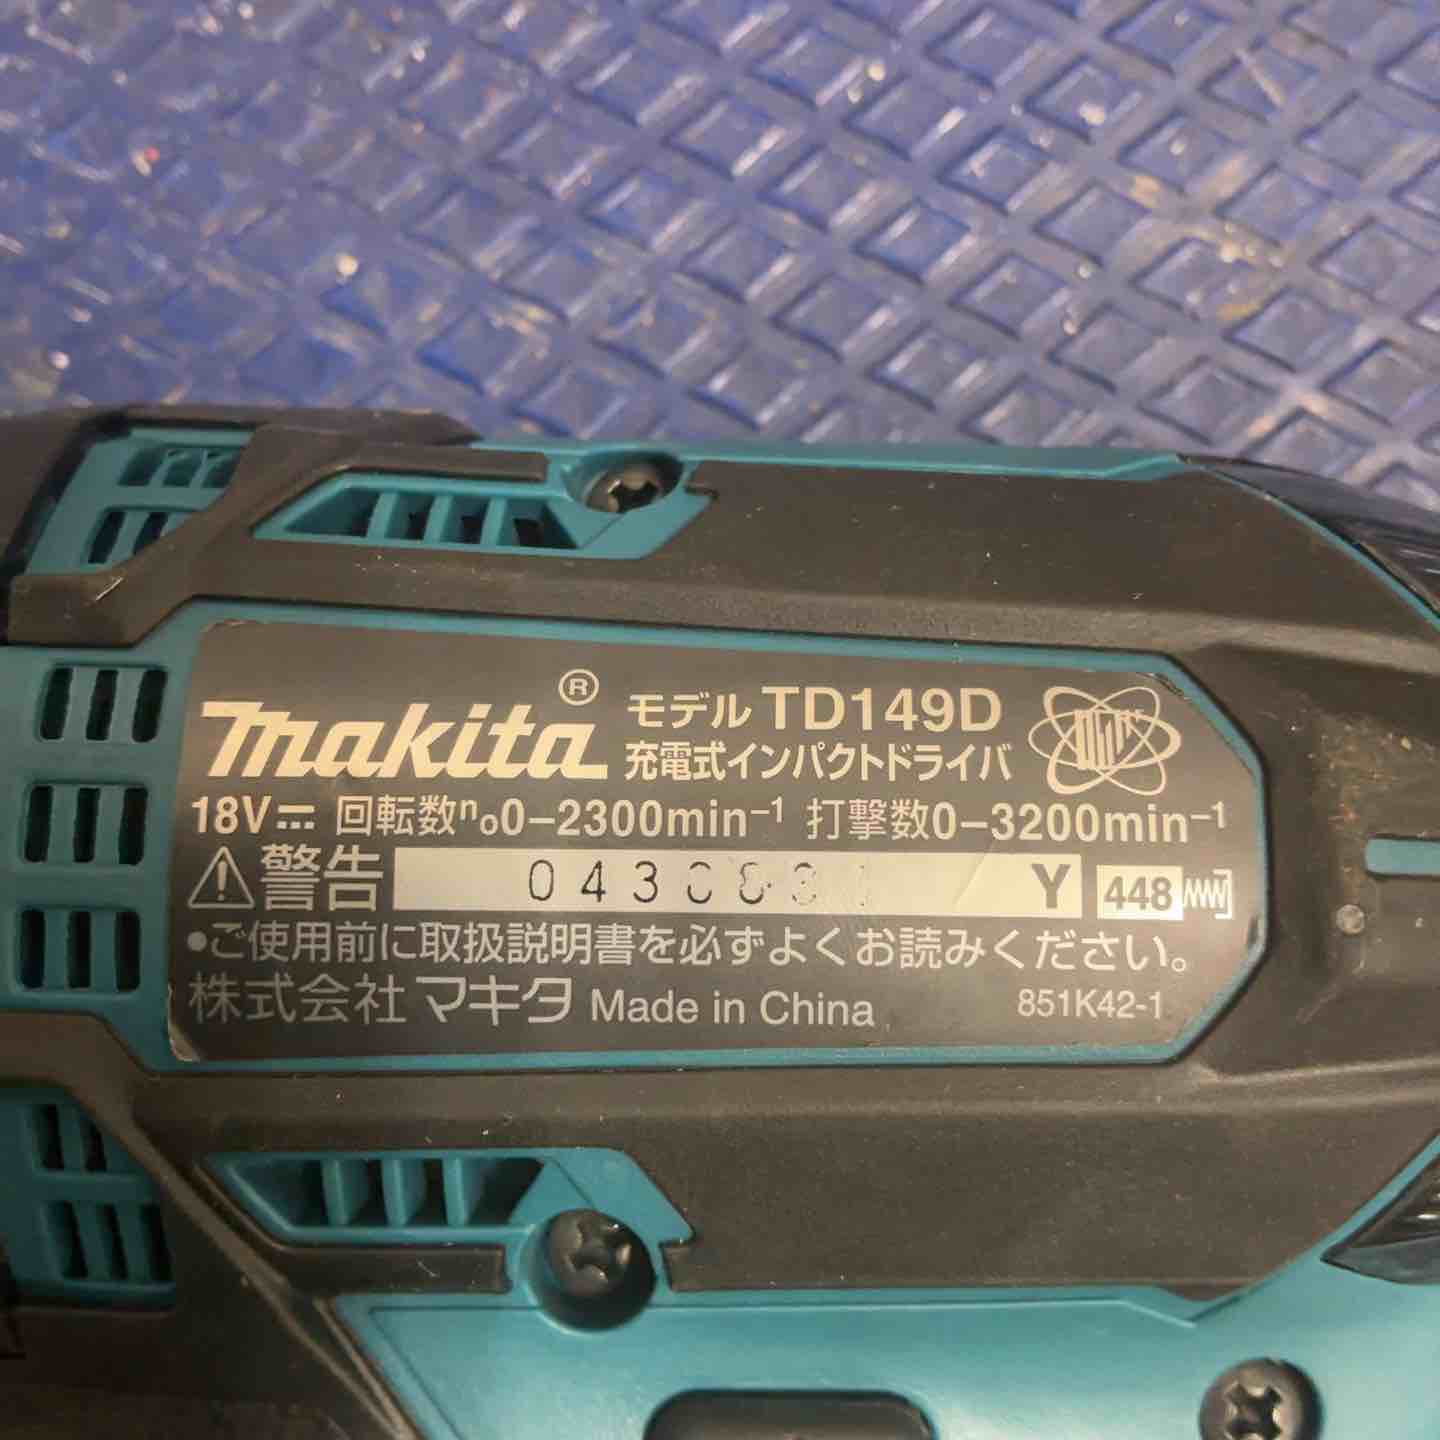 makita® モデル TD149D
充電式インパクトドライバ
18V⎓ 回転数n₀0-2300min⁻¹ 打撃数0-3200min⁻¹
⚠警告 Y 448
•ご使用前に取扱説明書を必ずよくお読みください。
株式会社 マキタ Made in China 851K42-1